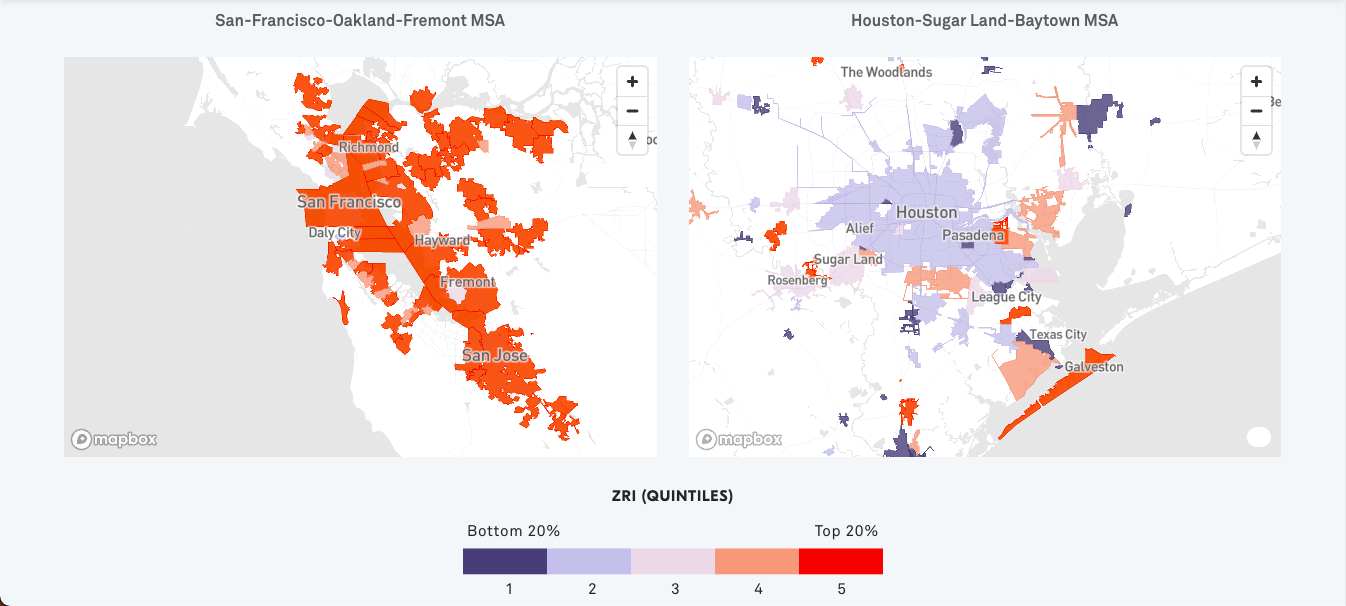 San-Francisco-Oakland-Fremont MSA
Houston-Sugar Land-Baytown MSA
Richmond
San Francisco
Daly City
Hayward
Fremont
San Jose
mapbox
The Woodlands
Be
Houston
Alief
Pasadena
Sugar Land
Rosenberg
League City
Texas City
Galveston
mapbox
ZRI (QUINTILES)
Bottom 20% Top 20%
1 2 3 4 5